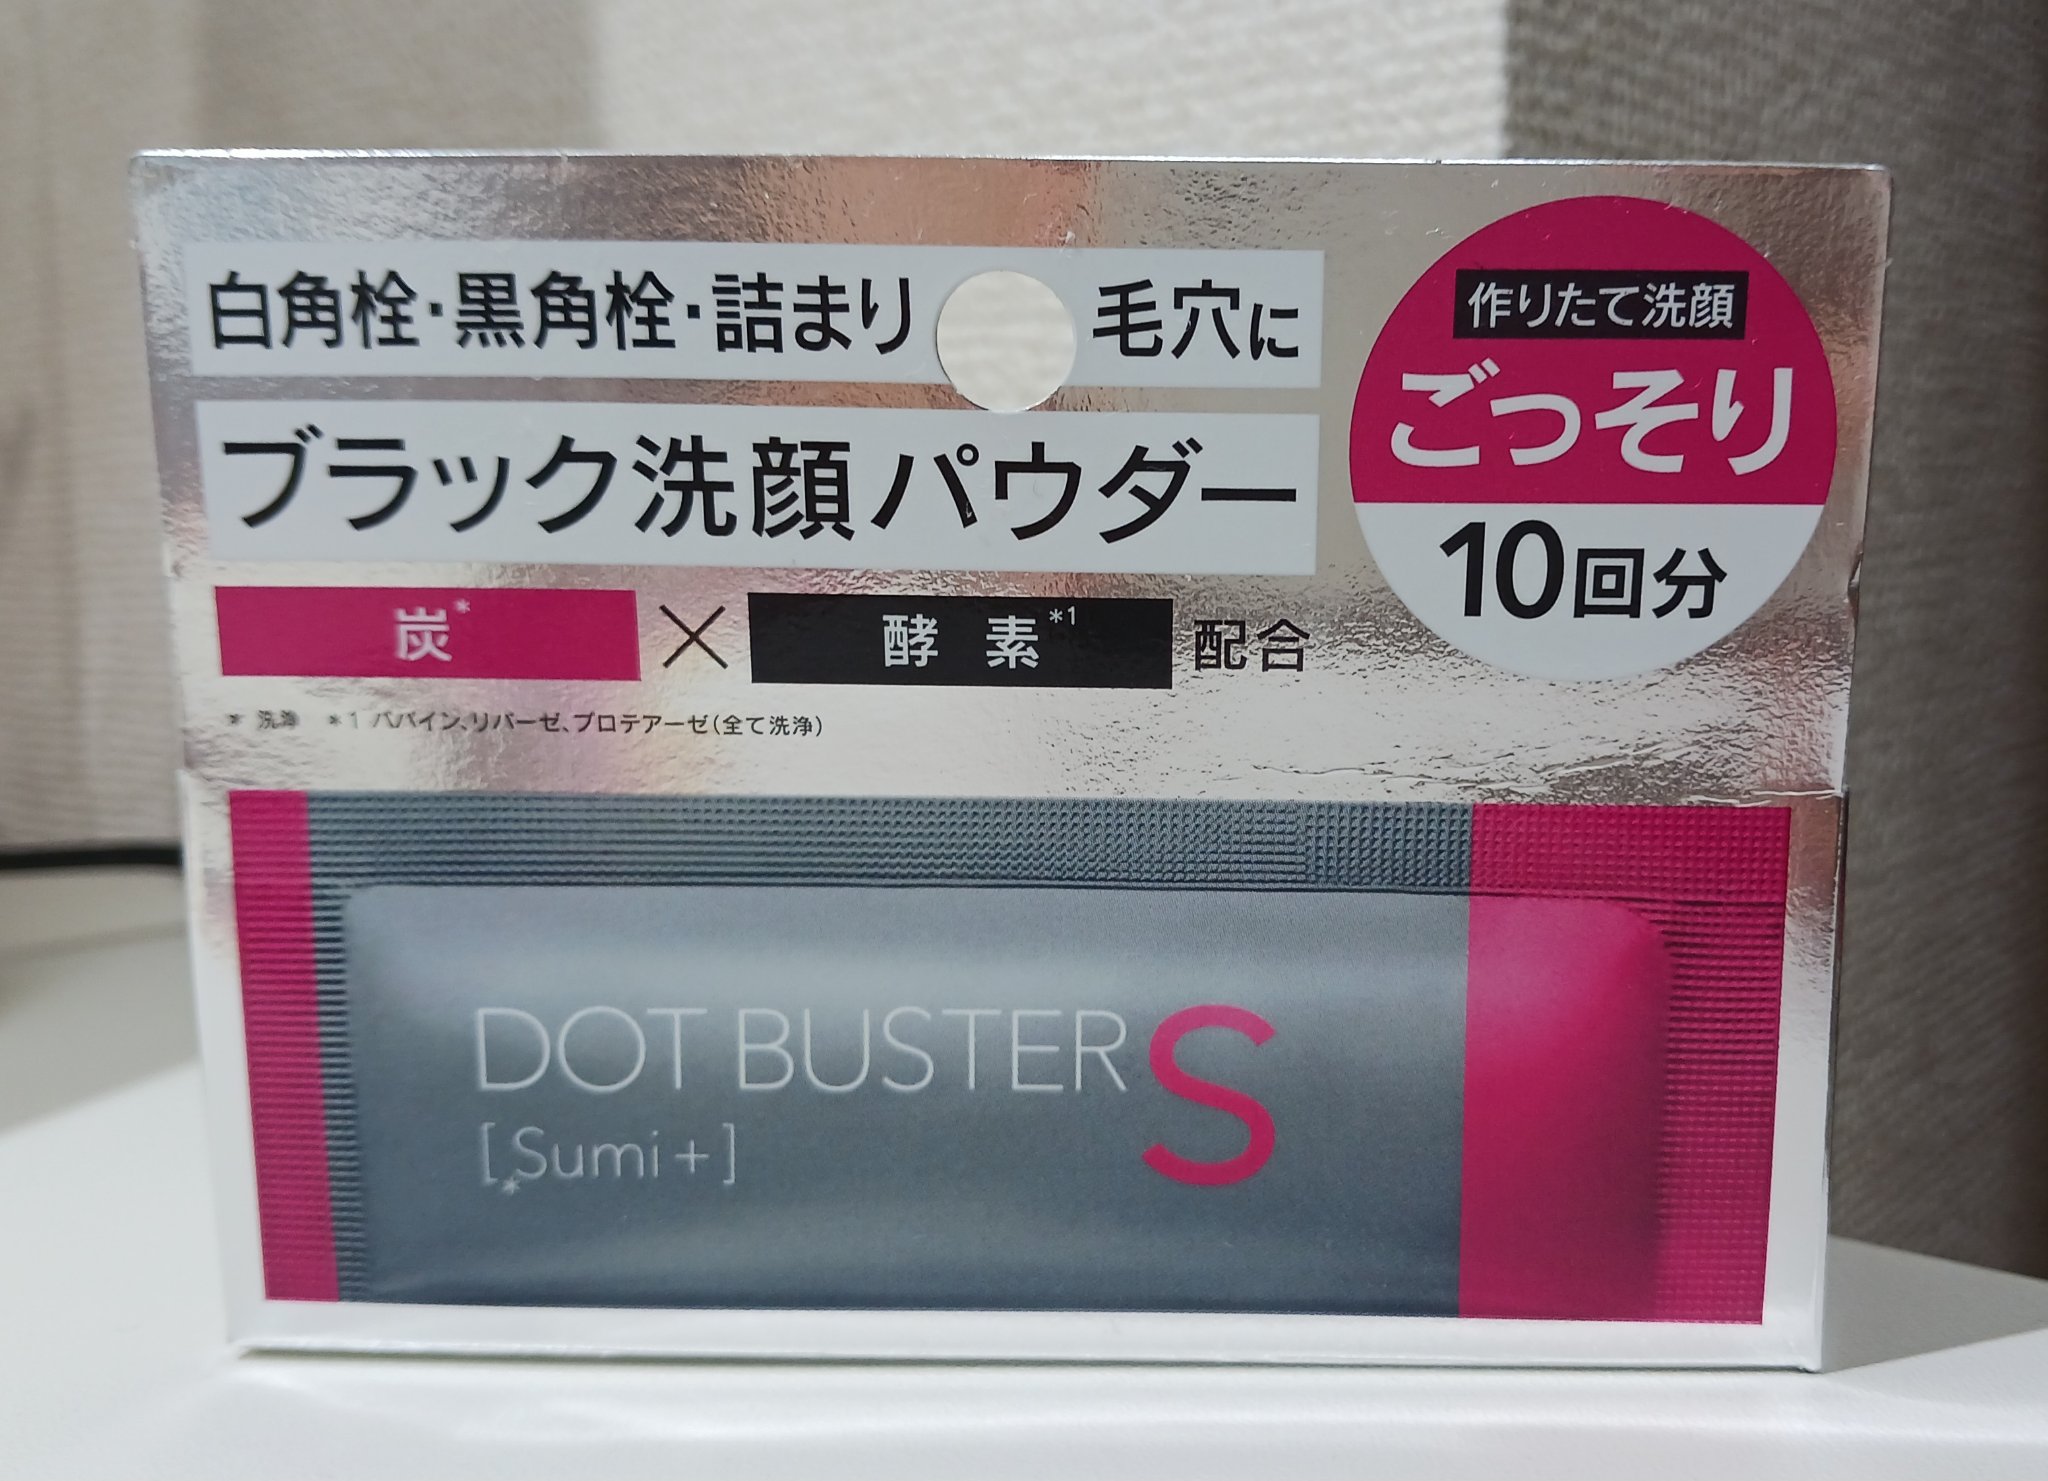 白角栓・黒角栓・詰まり 毛穴に
ブラック洗顔パウダー
炭* × 酵素*1 配合
* 洗浄 *1 パパイン、リパーゼ、プロテアーゼ(全て洗浄)
作りたて洗顔
ごっそり
10回分
DOT BUSTER S
[*Sumi+]